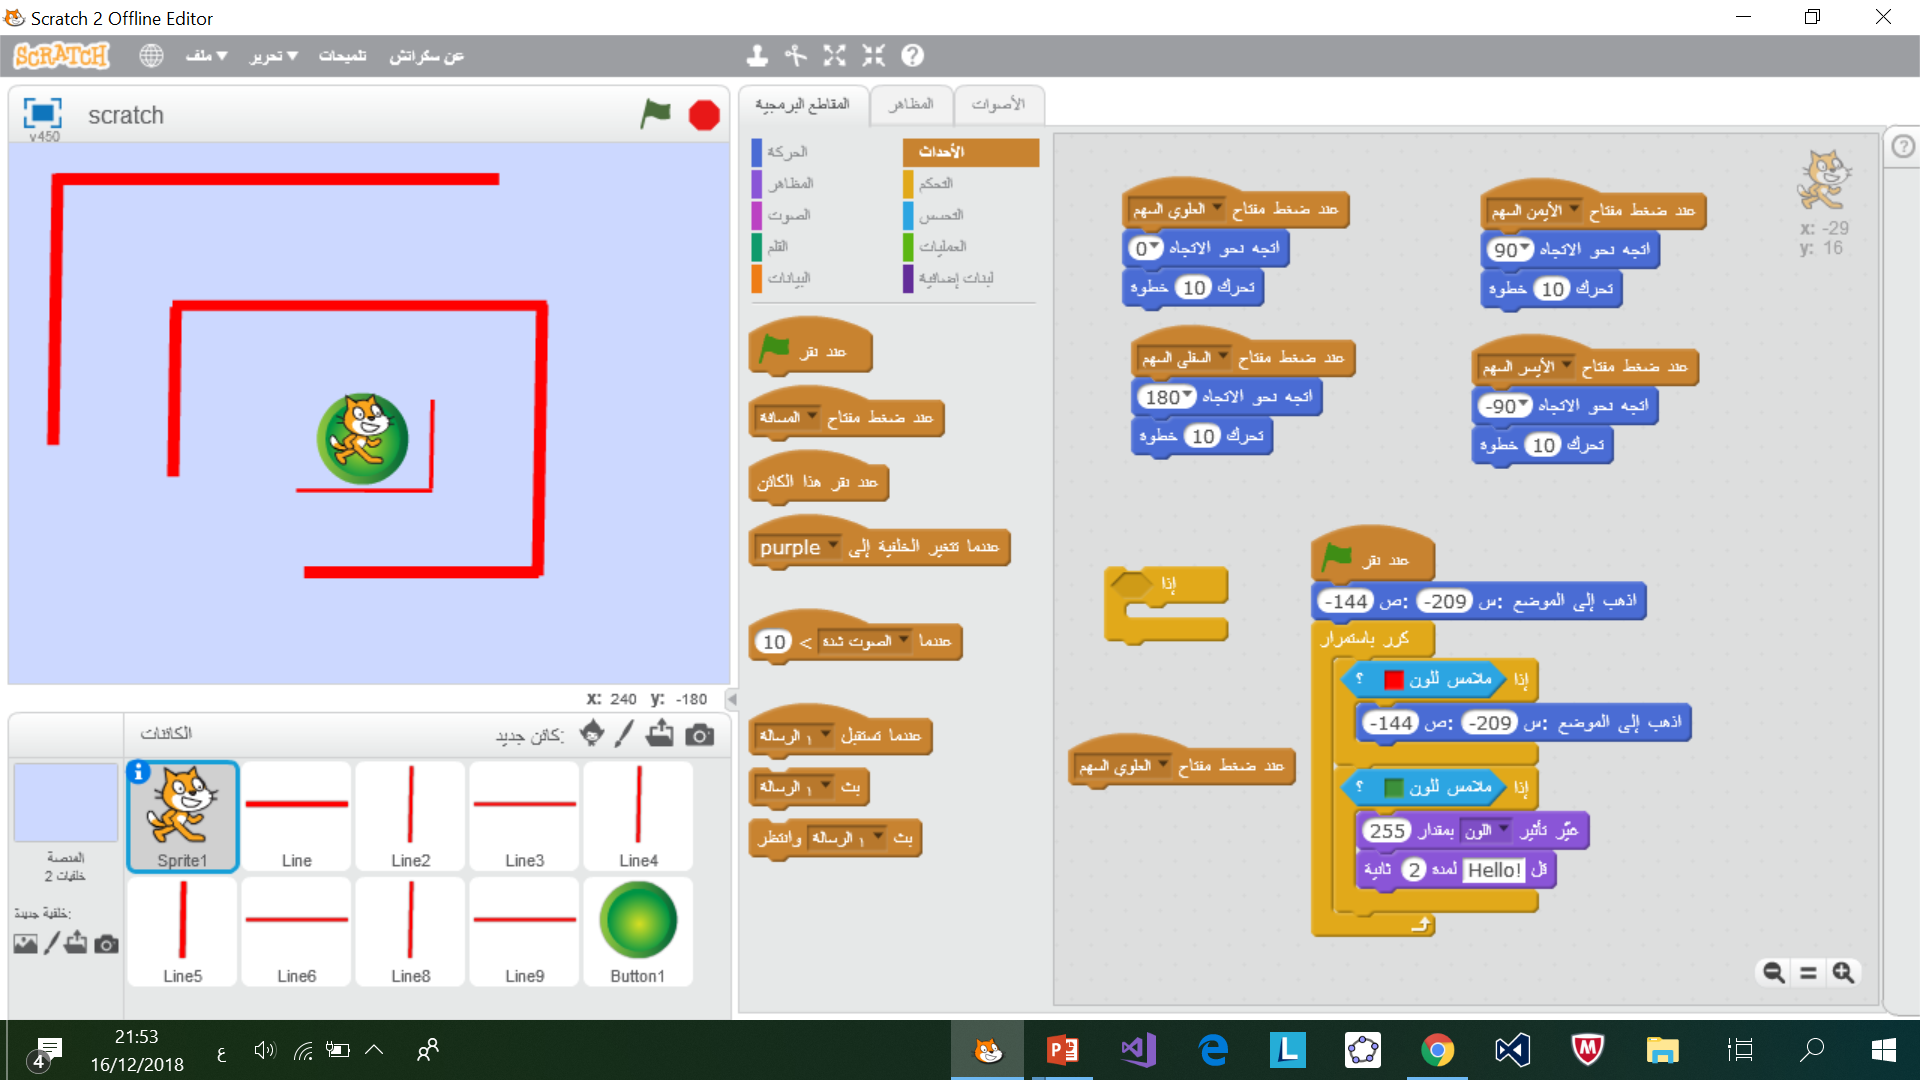 Scratch 2 Offline Editor
SCRATCH
ملف ▼
تحرير ▼
تلميحات
عن سكراتش
scratch
v450
المقاطع البرمجية
المظاهر
الأصوات
الحركة
الأحداث
المظاهر
التحكم
الصوت
التحسس
القلم
العمليات
البيانات
لبنات إضافية
عند نقر
عند ضغط مفتاح المسافة
عند نقر هذا الكائن
عندما تتغير الخلفية إلى purple
عندما الصوت شدة > 10
عندما تستقبل الرسالة ١
بث الرسالة ١
بث الرسالة ١ وانتظر
عند ضغط مفتاح العلوي السهم
اتجه نحو الاتجاه 0
تحرك 10 خطوة
عند ضغط مفتاح الأيمن السهم
اتجه نحو الاتجاه 90
تحرك 10 خطوة
عند ضغط مفتاح السفلي السهم
اتجه نحو الاتجاه 180
تحرك 10 خطوة
عند ضغط مفتاح الأيسر السهم
اتجه نحو الاتجاه -90
تحرك 10 خطوة
x: -29
y: 16
إذا
عند ضغط مفتاح العلوي السهم
عند نقر
اذهب إلى الموضع س: -209 ص: -144
كرر باستمرار
إذا ملامس للون ؟
اذهب إلى الموضع س: -209 ص: -144
إذا ملامس للون ؟
غيّر تأثير اللون بمقدار 255
قل Hello! لمدة 2 ثانية
x: 240 y: -180
الكائنات
كائن جديد:
المنصة
خلفيات 2
خلفية جديدة:
Sprite1
Line
Line2
Line3
Line4
Line5
Line6
Line8
Line9
Button1
4
21:53
16/12/2018
ع